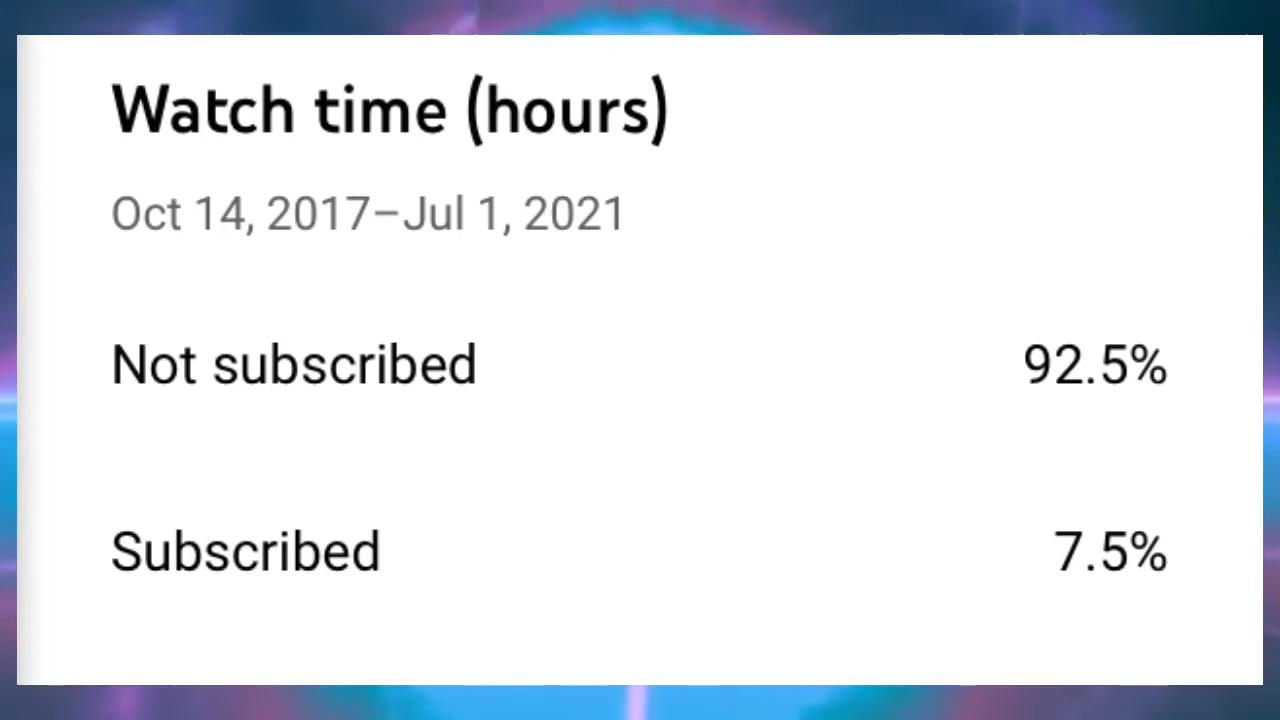 Watch time (hours)
Oct 14, 2017–Jul 1, 2021
Not subscribed 92.5%
Subscribed 7.5%